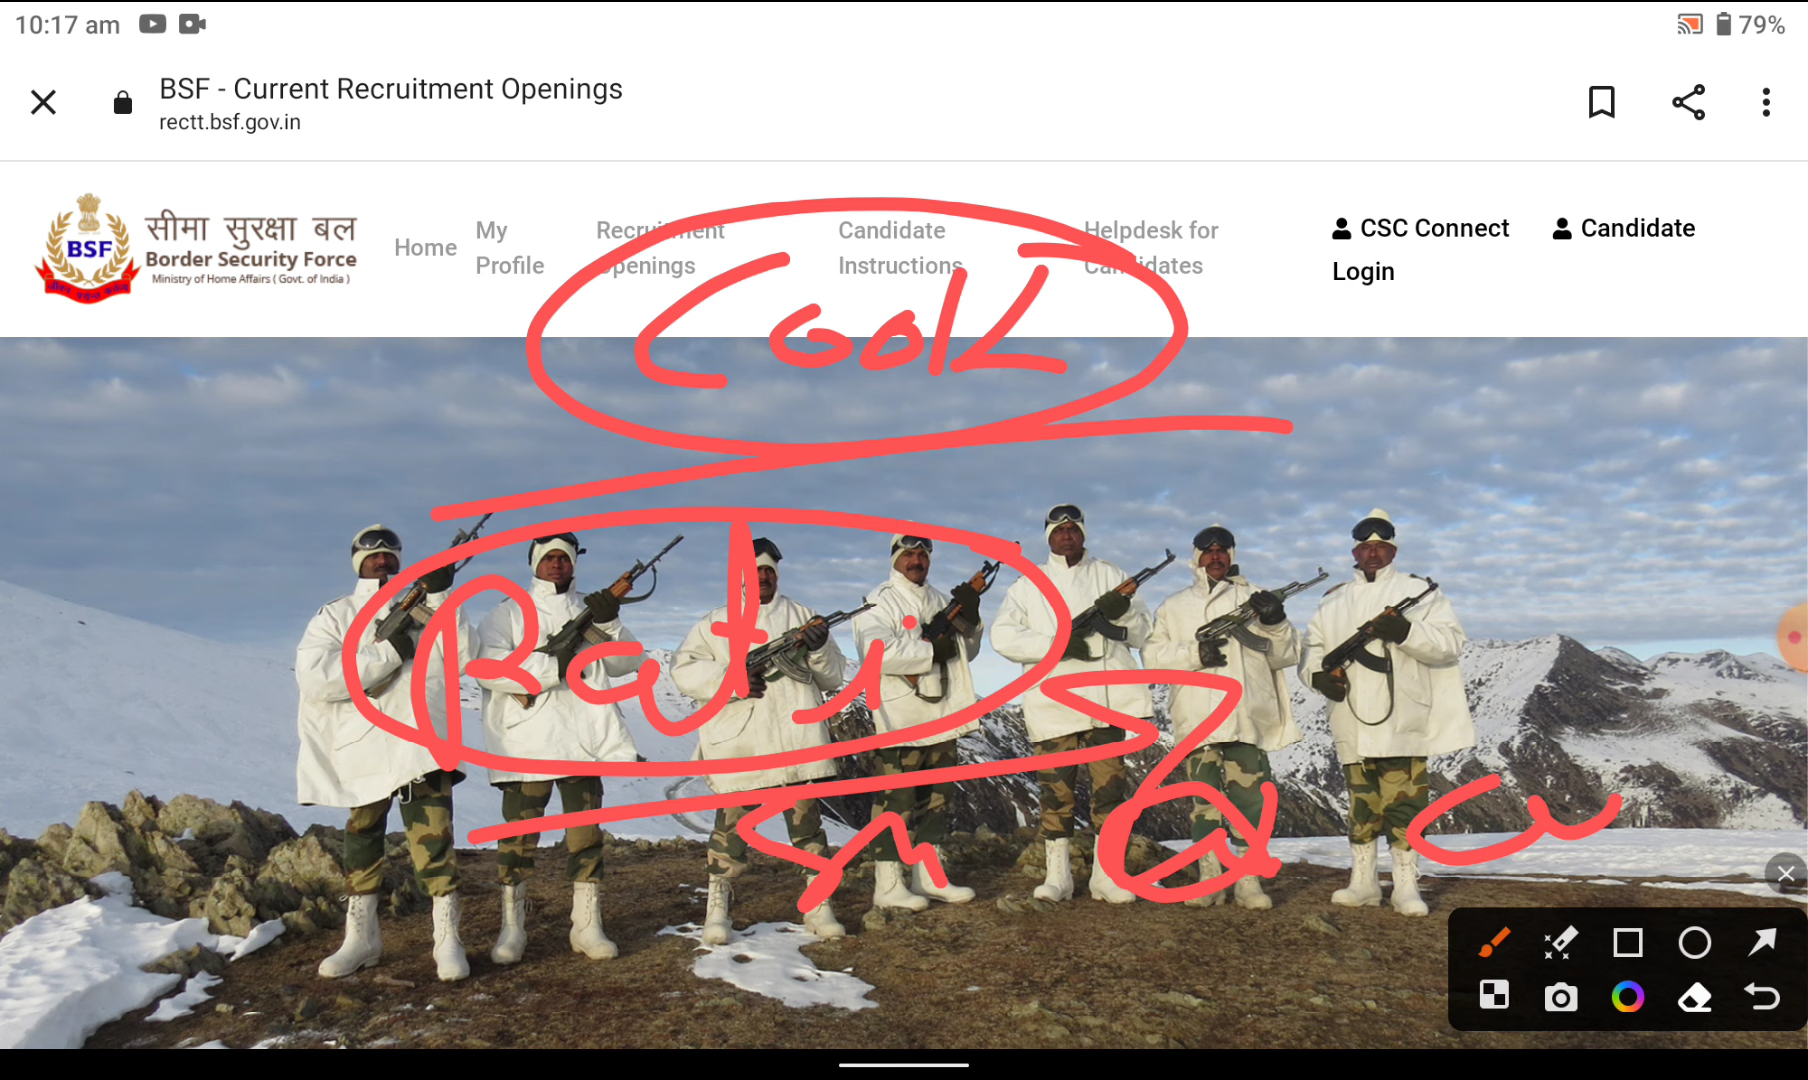 10:17 am
79%
BSF - Current Recruitment Openings
rectt.bsf.gov.in
BSF
सीमा सुरक्षा बल
Border Security Force
Ministry of Home Affairs ( Govt. of India )
Home
My Profile
Recruitment Openings
Candidate Instructions
Helpdesk for Candidates
CSC Connect
Candidate
Login
Cook